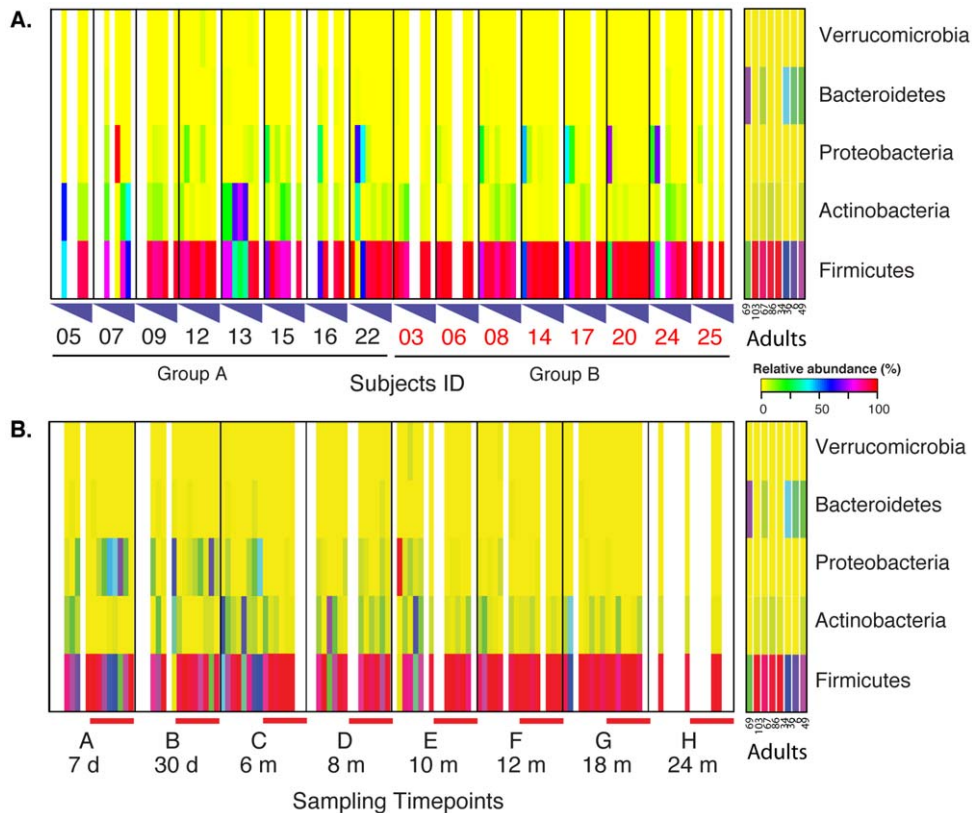 A.
Verrucomicrobia
Bacteroidetes
Proteobacteria
Actinobacteria
Firmicutes
05 07 09 12 13 15 16 22 03 06 08 14 17 20 24 25
69 103 67 86 34 36 6 49
Adults
Group A Subjects ID Group B
Relative abundance (%)
0 50 100
B.
Verrucomicrobia
Bacteroidetes
Proteobacteria
Actinobacteria
Firmicutes
69 103 67 86 34 36 6 49
Adults
A B C D E F G H
7 d 30 d 6 m 8 m 10 m 12 m 18 m 24 m
Sampling Timepoints